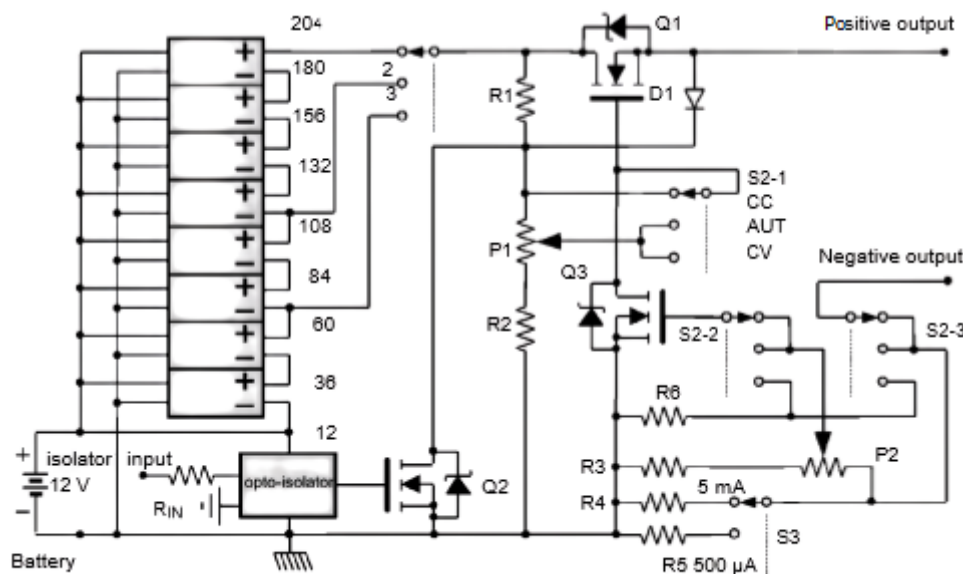 204
Q1
Positive output
180
2
3
R1
D1
156
132
S2-1
CC
AUT
CV
108
P1
84
Q3
Negative output
60
R2
S2-2
S2-3
36
R6
12
+
isolator
12 V
input
opto-isolator
R3
P2
5 mA
RIN
Q2
R4
S3
Battery
R5 500 µA